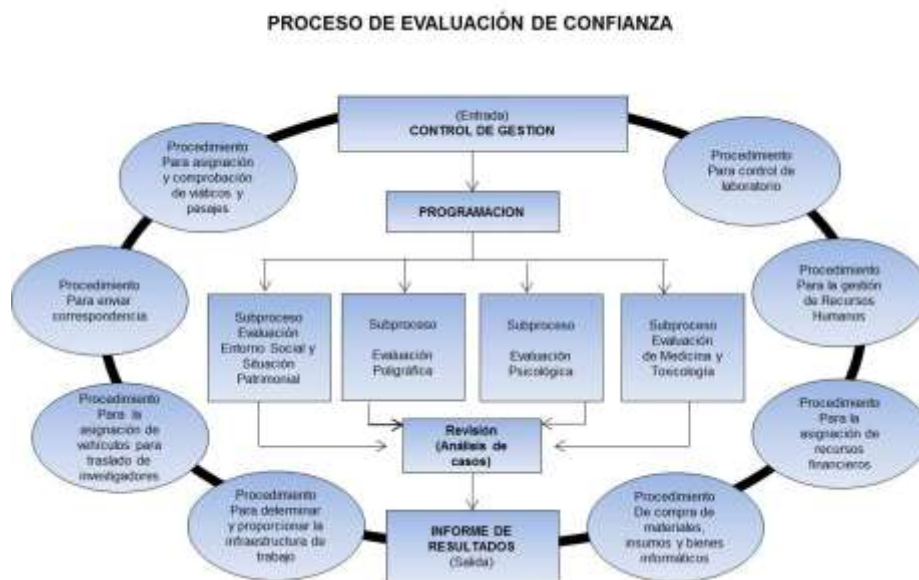 PROCESO DE EVALUACIÓN DE CONFIANZA
(Entrada)
CONTROL DE GESTION
Procedimiento
Para asignación
y comprobación
de viáticos y
pasajes
Procedimiento
Para control de
laboratorio
PROGRAMACION
Procedimiento
Para enviar
correspondencia
Procedimiento
Para la gestión
de Recursos
Humanos
Subproceso
Evaluación
Entorno Social y
Situación
Patrimonial
Subproceso
Evaluación
Poligráfica
Subproceso
Evaluación
Psicológica
Subproceso
Evaluación
de Medicina y
Toxicología
Procedimiento
Para la
asignación de
vehículos para
traslado de
investigadores
Revisión
(Análisis de
casos)
Procedimiento
Para la
asignación de
recursos
financieros
Procedimiento
Para determinar
y proporcionar la
infraestructura de
trabajo
INFORME DE
RESULTADOS
(Salida)
Procedimiento
De compra de
materiales,
insumos y bienes
informáticos